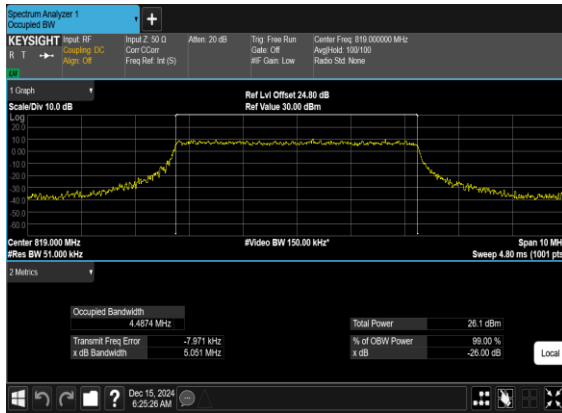 Spectrum Analyzer 1
Occupied BW
+
KEYSIGHT
R T
LXI
Input: RF
Coupling: DC
Align: Off
Input Z: 50 Ω
Corr CCorr
Freq Ref: Int (S)
Atten: 20 dB
Trig: Free Run
Gate: Off
#IF Gain: Low
Center Freq: 819.000000 MHz
Avg|Hold: 100/100
Radio Std: None
1 Graph
Scale/Div 10.0 dB
Ref Lvl Offset 24.80 dB
Ref Value 30.00 dBm
Log
20.0
10.0
0.00
-10.0
-20.0
-30.0
-40.0
-50.0
-60.0
Center 819.000 MHz
#Res BW 51.000 kHz
#Video BW 150.00 kHz*
Span 10 MH
Sweep 4.80 ms (1001 pts
2 Metrics
Occupied Bandwidth
4.4874 MHz
Transmit Freq Error -7.971 kHz
x dB Bandwidth 5.051 MHz
Total Power 26.1 dBm
% of OBW Power 99.00 %
x dB -26.00 dB
Local
?
Dec 15, 2024
6:25:26 AM